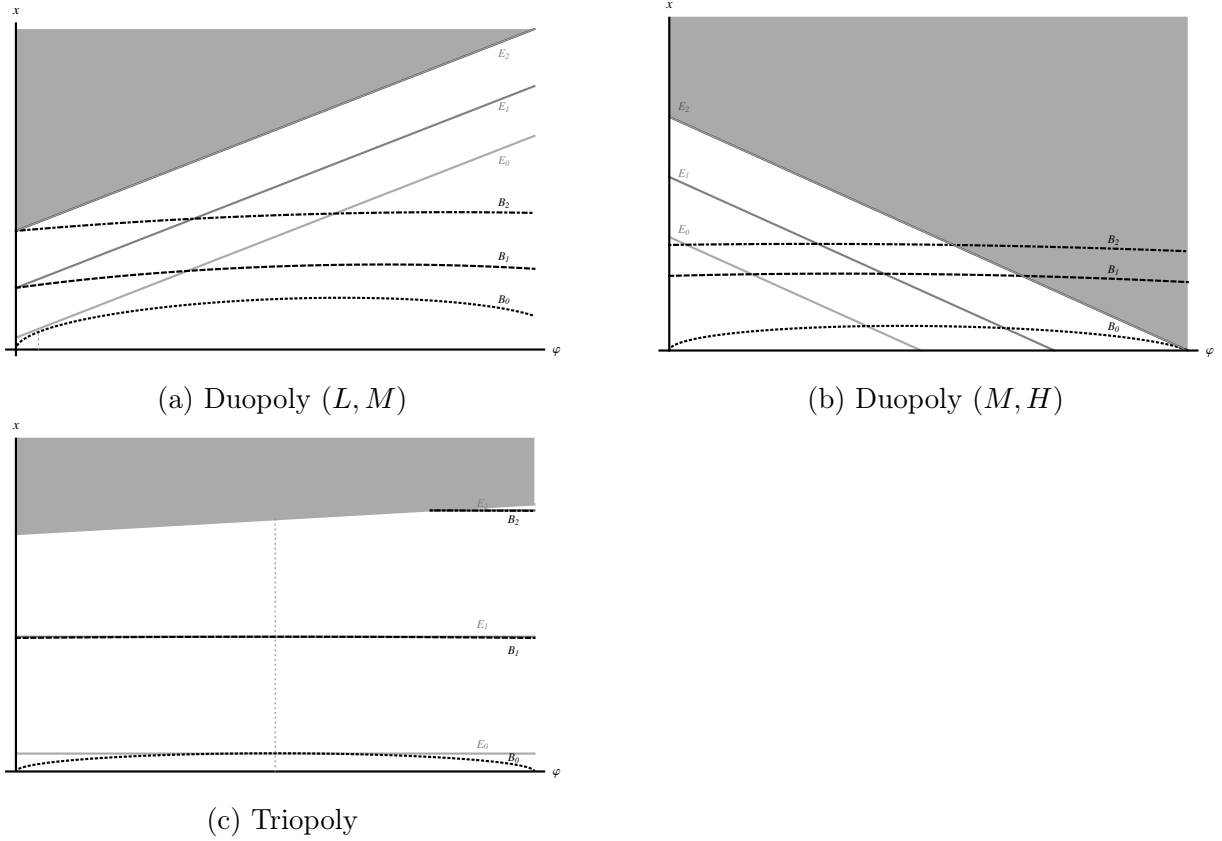 x
E₂
E₁
E₀
B₂
B₁
B₀
φ
(a) Duopoly (L, M)
x
E₂
E₁
E₀
B₂
B₁
B₀
φ
(b) Duopoly (M, H)
x
E₂
B₂
E₁
B₁
E₀
B₀
φ
(c) Triopoly